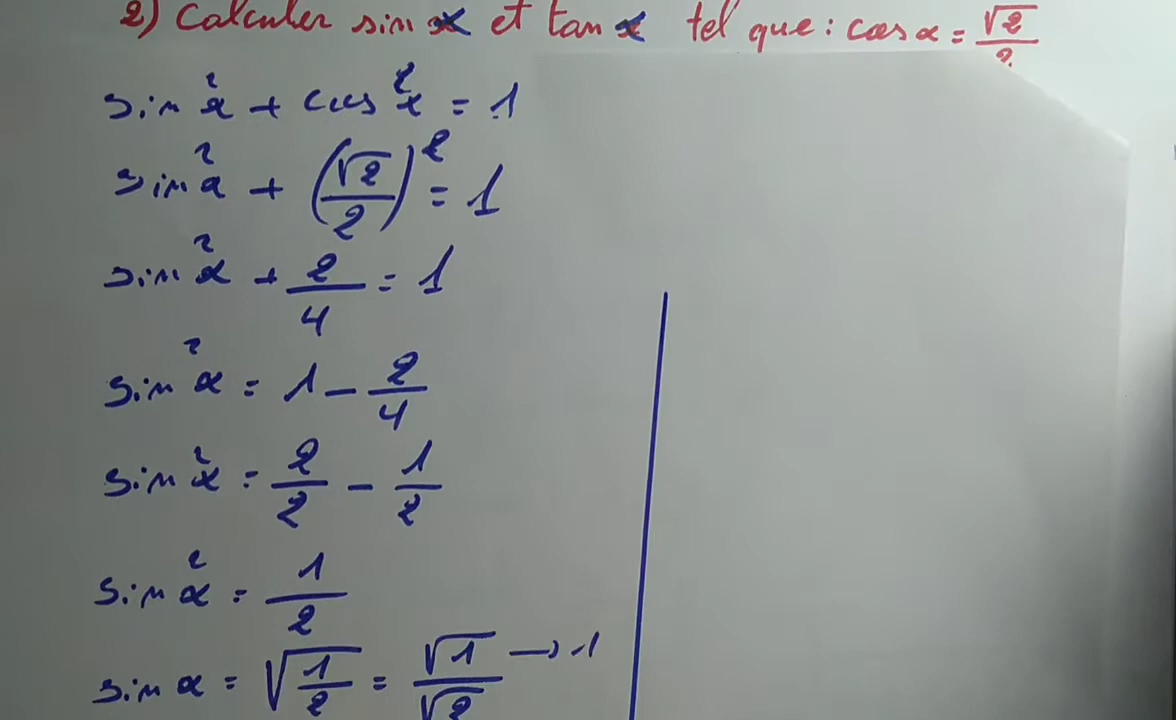 2) Calculer sin α et tan α tel que : cos α = √2/2
sin²α + cos²α = 1
sin²α + (√2/2)² = 1
sin²α + 2/4 = 1
sin²α = 1 - 2/4
sin²α = 2/2 - 1/2
sin²α = 1/2
sin α = √(1/2) = √1/√2 → 1